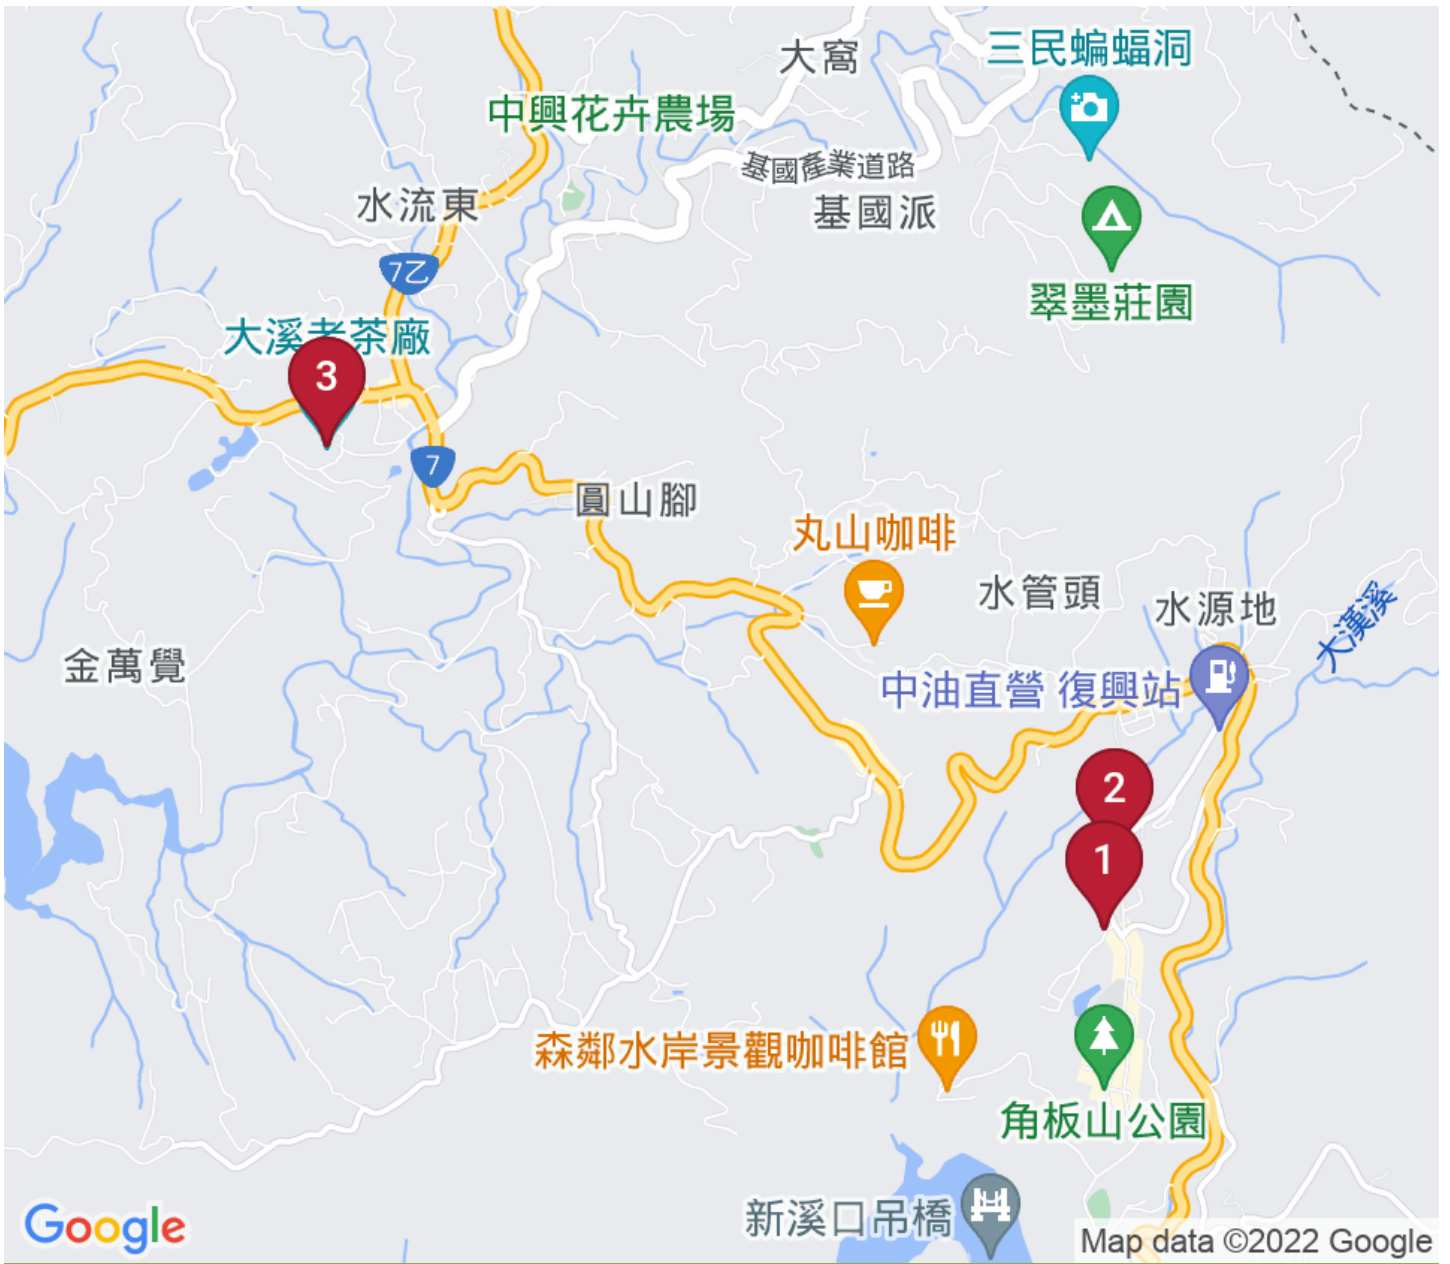 大窩
三民蝙蝠洞
中興花卉農場
基國產業道路
水流東
基國派
7乙
翠墨莊園
大溪老茶廠
3
7
圓山腳
丸山咖啡
水管頭
水源地
大漢溪
金萬覺
中油直營 復興站
2
1
森鄰水岸景觀咖啡館
角板山公園
新溪口吊橋
Google
Map data ©2022 Google